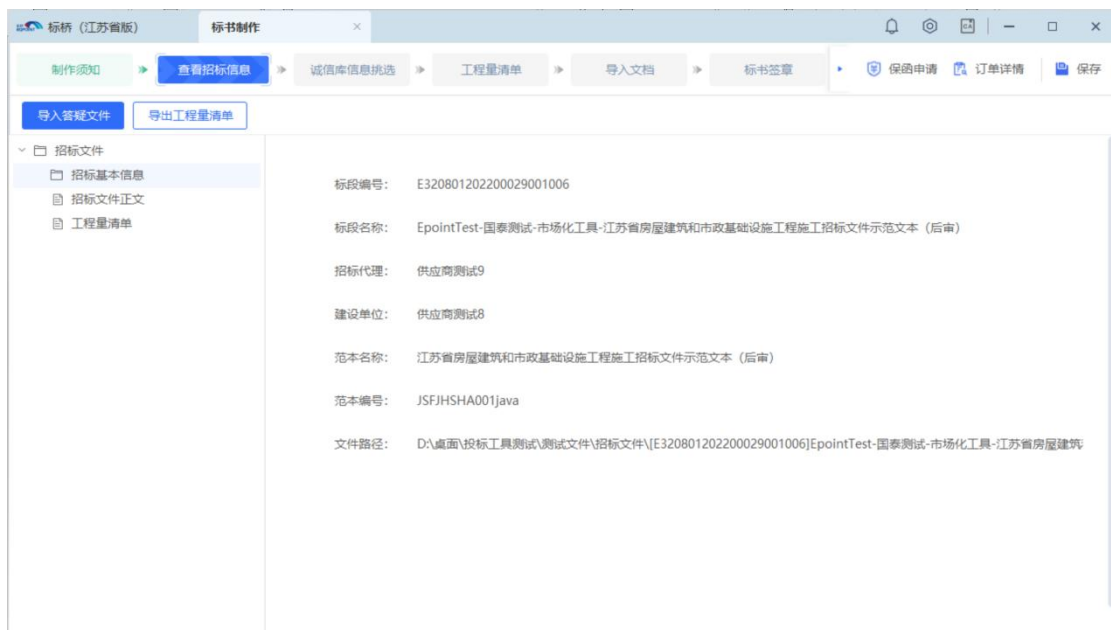 标桥（江苏省版）
标书制作
制作须知
查看招标信息
诚信库信息挑选
工程量清单
导入文档
标书签章
保函申请
订单详情
保存
导入答疑文件
导出工程量清单
招标文件
招标基本信息
招标文件正文
工程量清单
标段编号： E320801202200029001006
标段名称： EpointTest-国泰测试-市场化工具-江苏省房屋建筑和市政基础设施工程施工招标文件示范文本（后审）
招标代理： 供应商测试9
建设单位： 供应商测试8
范本名称： 江苏省房屋建筑和市政基础设施工程施工招标文件示范文本（后审）
范本编号： JSFJHSHA001java
文件路径： D:\桌面\投标工具测试\测试文件\招标文件\[E320801202200029001006]EpointTest-国泰测试-市场化工具-江苏省房屋建筑